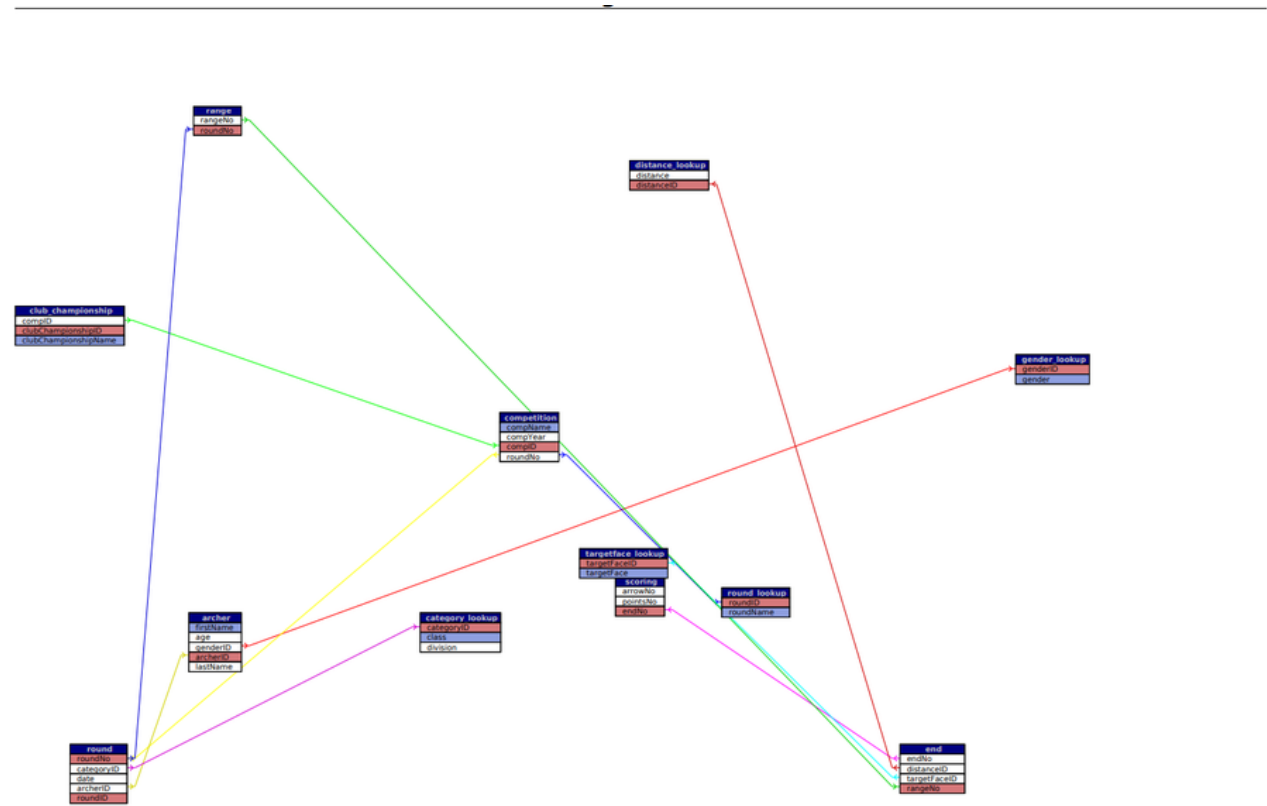 range
rangeNo
roundNo
distance_lookup
distance
distanceID
club_championship
compID
clubChampionshipID
clubChampionshipName
gender_lookup
genderID
gender
competition
compName
compYear
compID
roundNo
targetface_lookup
targetFaceID
targetFace
scoring
arrowNo
pointsNo
endNo
round_lookup
roundID
roundName
archer
firstName
age
genderID
archerID
lastName
category_lookup
categoryID
class
division
round
roundNo
categoryID
date
archerID
roundID
end
endNo
distanceID
targetFaceID
rangeNo